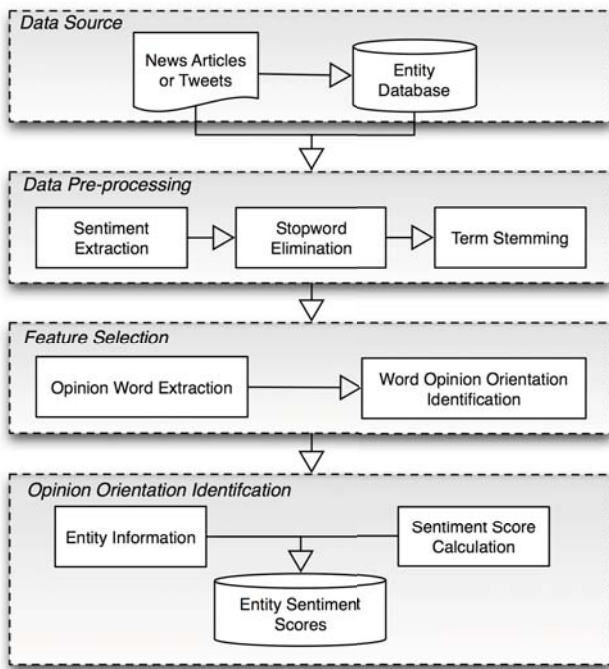 Data Source
News Articles
or Tweets
Entity
Database
Data Pre-processing
Sentiment
Extraction
Stopword
Elimination
Term Stemming
Feature Selection
Opinion Word Extraction
Word Opinion Orientation
Identification
Opinion Orientation Identifcation
Entity Information
Sentiment Score
Calculation
Entity Sentiment
Scores